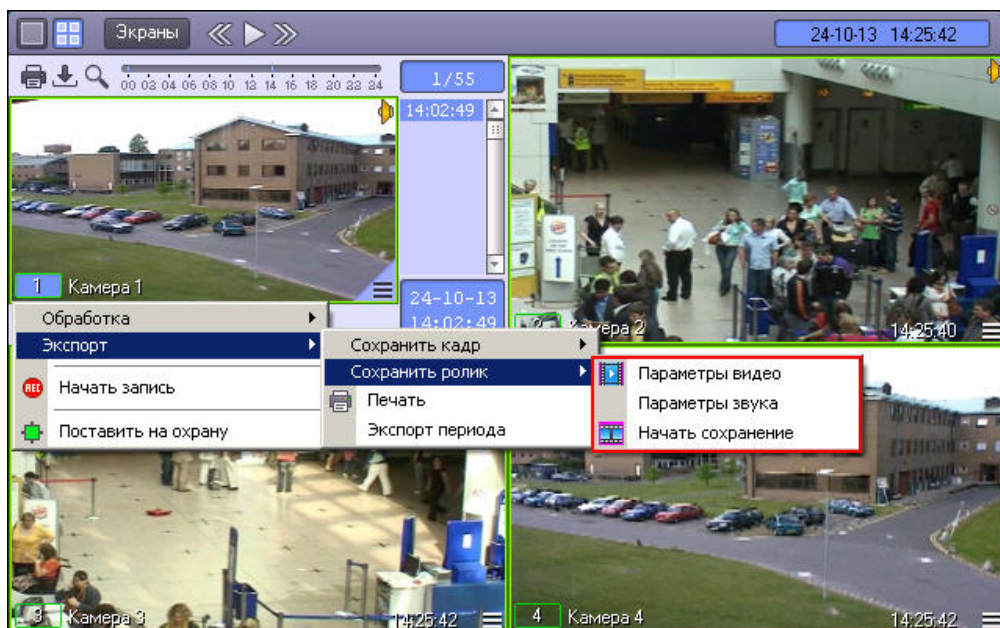 Экраны
24-10-13 14:25:42
00 02 04 06 08 10 12 14 16 18 20 22 24
1/55
14:02:49
1 Камера 1
24-10-13
14:02:49
2 Камера 2
14:25:40
Обработка
Экспорт
REC Начать запись
Поставить на охрану
Сохранить кадр
Сохранить ролик
Печать
Экспорт периода
Параметры видео
Параметры звука
Начать сохранение
3 Камера 3
14:25:42
4 Камера 4
14:25:42